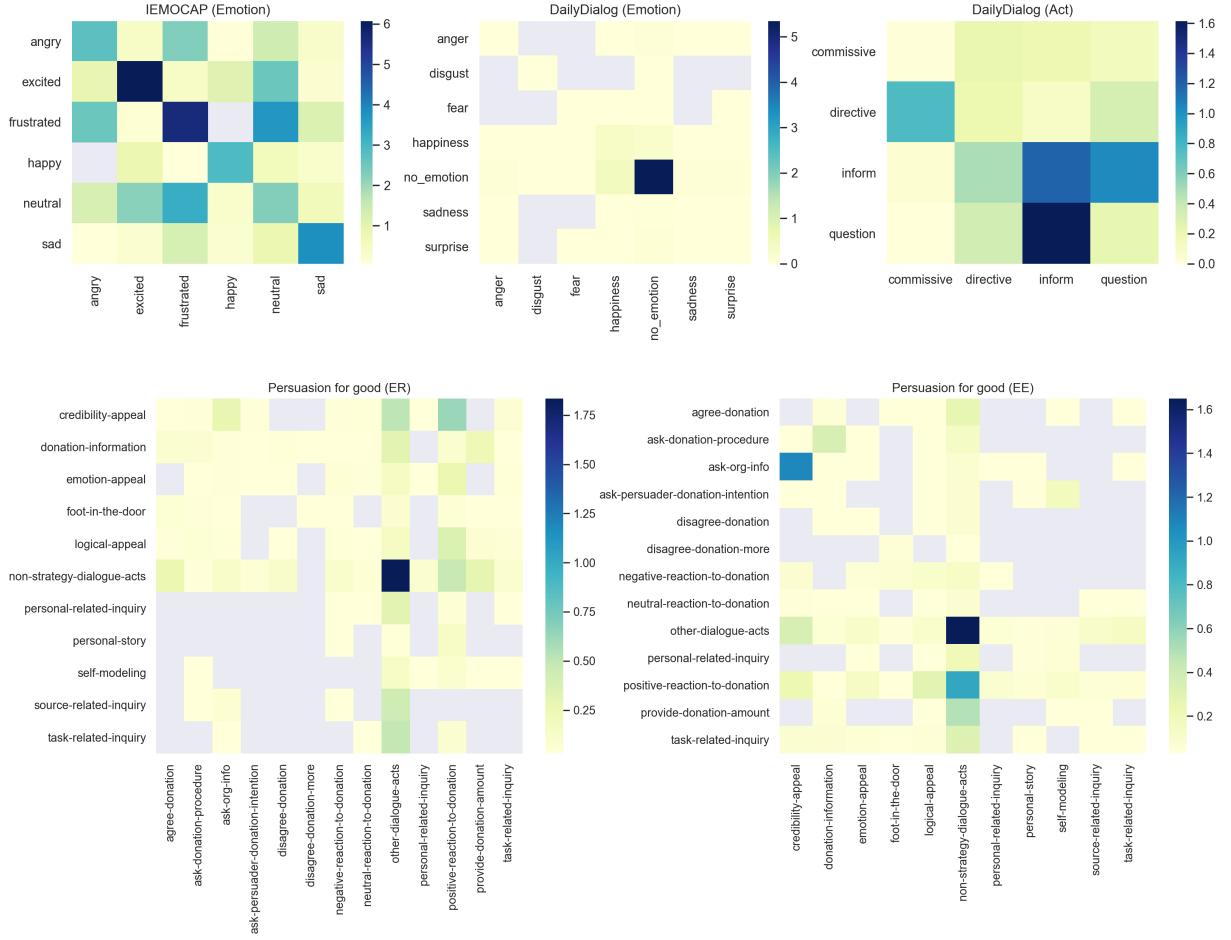 IEMOCAP (Emotion)
angry
excited
frustrated
happy
neutral
sad
angry
excited
frustrated
happy
neutral
sad
6
5
4
3
2
1
DailyDialog (Emotion)
anger
disgust
fear
happiness
no_emotion
sadness
surprise
anger
disgust
fear
happiness
no_emotion
sadness
surprise
5
4
3
2
1
0
DailyDialog (Act)
commissive
directive
inform
question
commissive
directive
inform
question
1.6
1.4
1.2
1.0
0.8
0.6
0.4
0.2
0.0
Persuasion for good (ER)
credibility-appeal
donation-information
emotion-appeal
foot-in-the-door
logical-appeal
non-strategy-dialogue-acts
personal-related-inquiry
personal-story
self-modeling
source-related-inquiry
task-related-inquiry
agree-donation
ask-donation-procedure
ask-org-info
ask-persuader-donation-intention
disagree-donation
disagree-donation-more
negative-reaction-to-donation
neutral-reaction-to-donation
other-dialogue-acts
personal-related-inquiry
positive-reaction-to-donation
provide-donation-amount
task-related-inquiry
1.75
1.50
1.25
1.00
0.75
0.50
0.25
Persuasion for good (EE)
agree-donation
ask-donation-procedure
ask-org-info
ask-persuader-donation-intention
disagree-donation
disagree-donation-more
negative-reaction-to-donation
neutral-reaction-to-donation
other-dialogue-acts
personal-related-inquiry
positive-reaction-to-donation
provide-donation-amount
task-related-inquiry
credibility-appeal
donation-information
emotion-appeal
foot-in-the-door
logical-appeal
non-strategy-dialogue-acts
personal-related-inquiry
personal-story
self-modeling
source-related-inquiry
task-related-inquiry
1.6
1.4
1.2
1.0
0.8
0.6
0.4
0.2